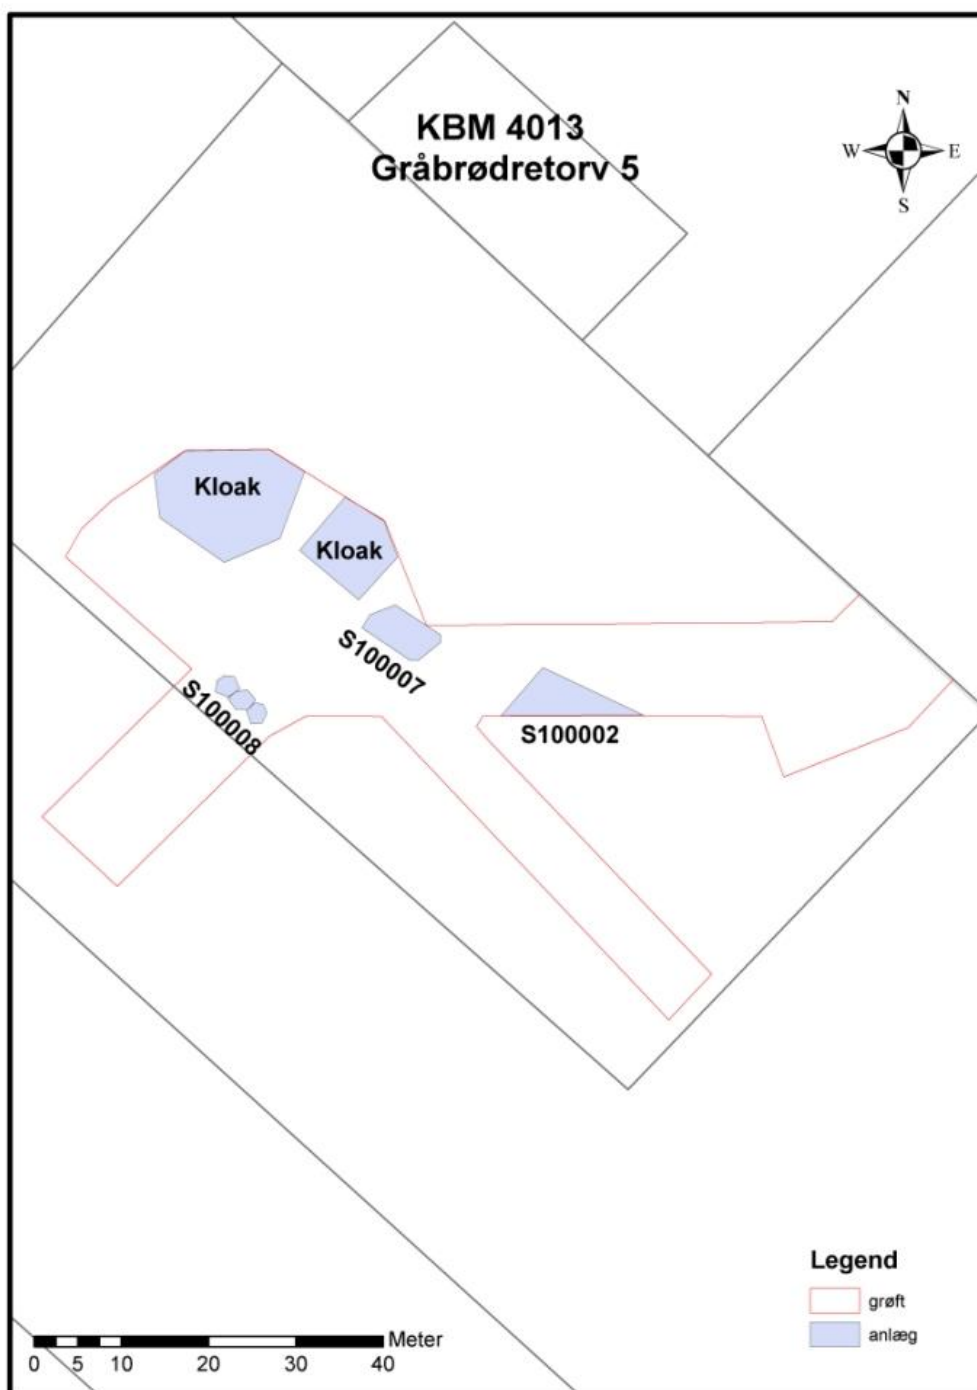 KBM 4013
Gråbrødretorv 5
N
W E
S
Kloak
Kloak
S100007
S100008
S100002
Legend
grøft
anlæg
Meter
0 5 10 20 30 40